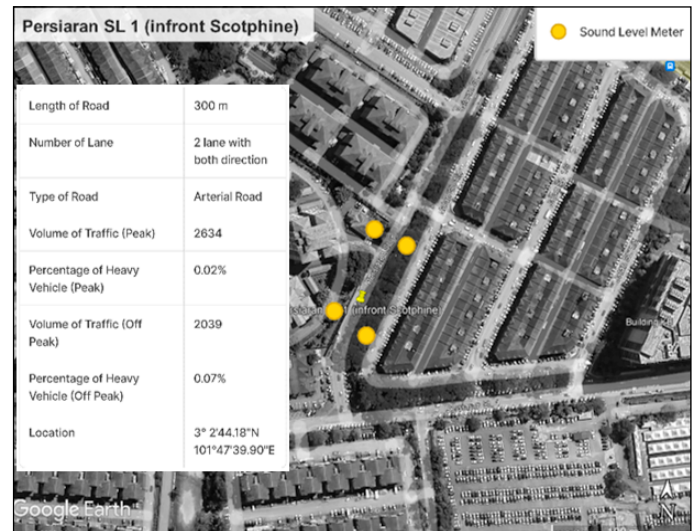 Persiaran SL 1 (infront Scotphine)
Sound Level Meter
Length of Road
300 m
Number of Lane
2 lane with
both direction
Type of Road
Arterial Road
Volume of Traffic (Peak)
2634
Percentage of Heavy
Vehicle (Peak)
0.02%
Volume of Traffic (Off
Peak)
2039
Percentage of Heavy
Vehicle (Off Peak)
0.07%
Location
3° 2'44.18"N
101°47'39.90"E
1 (infront Scotphine)
Building
Google Earth
N